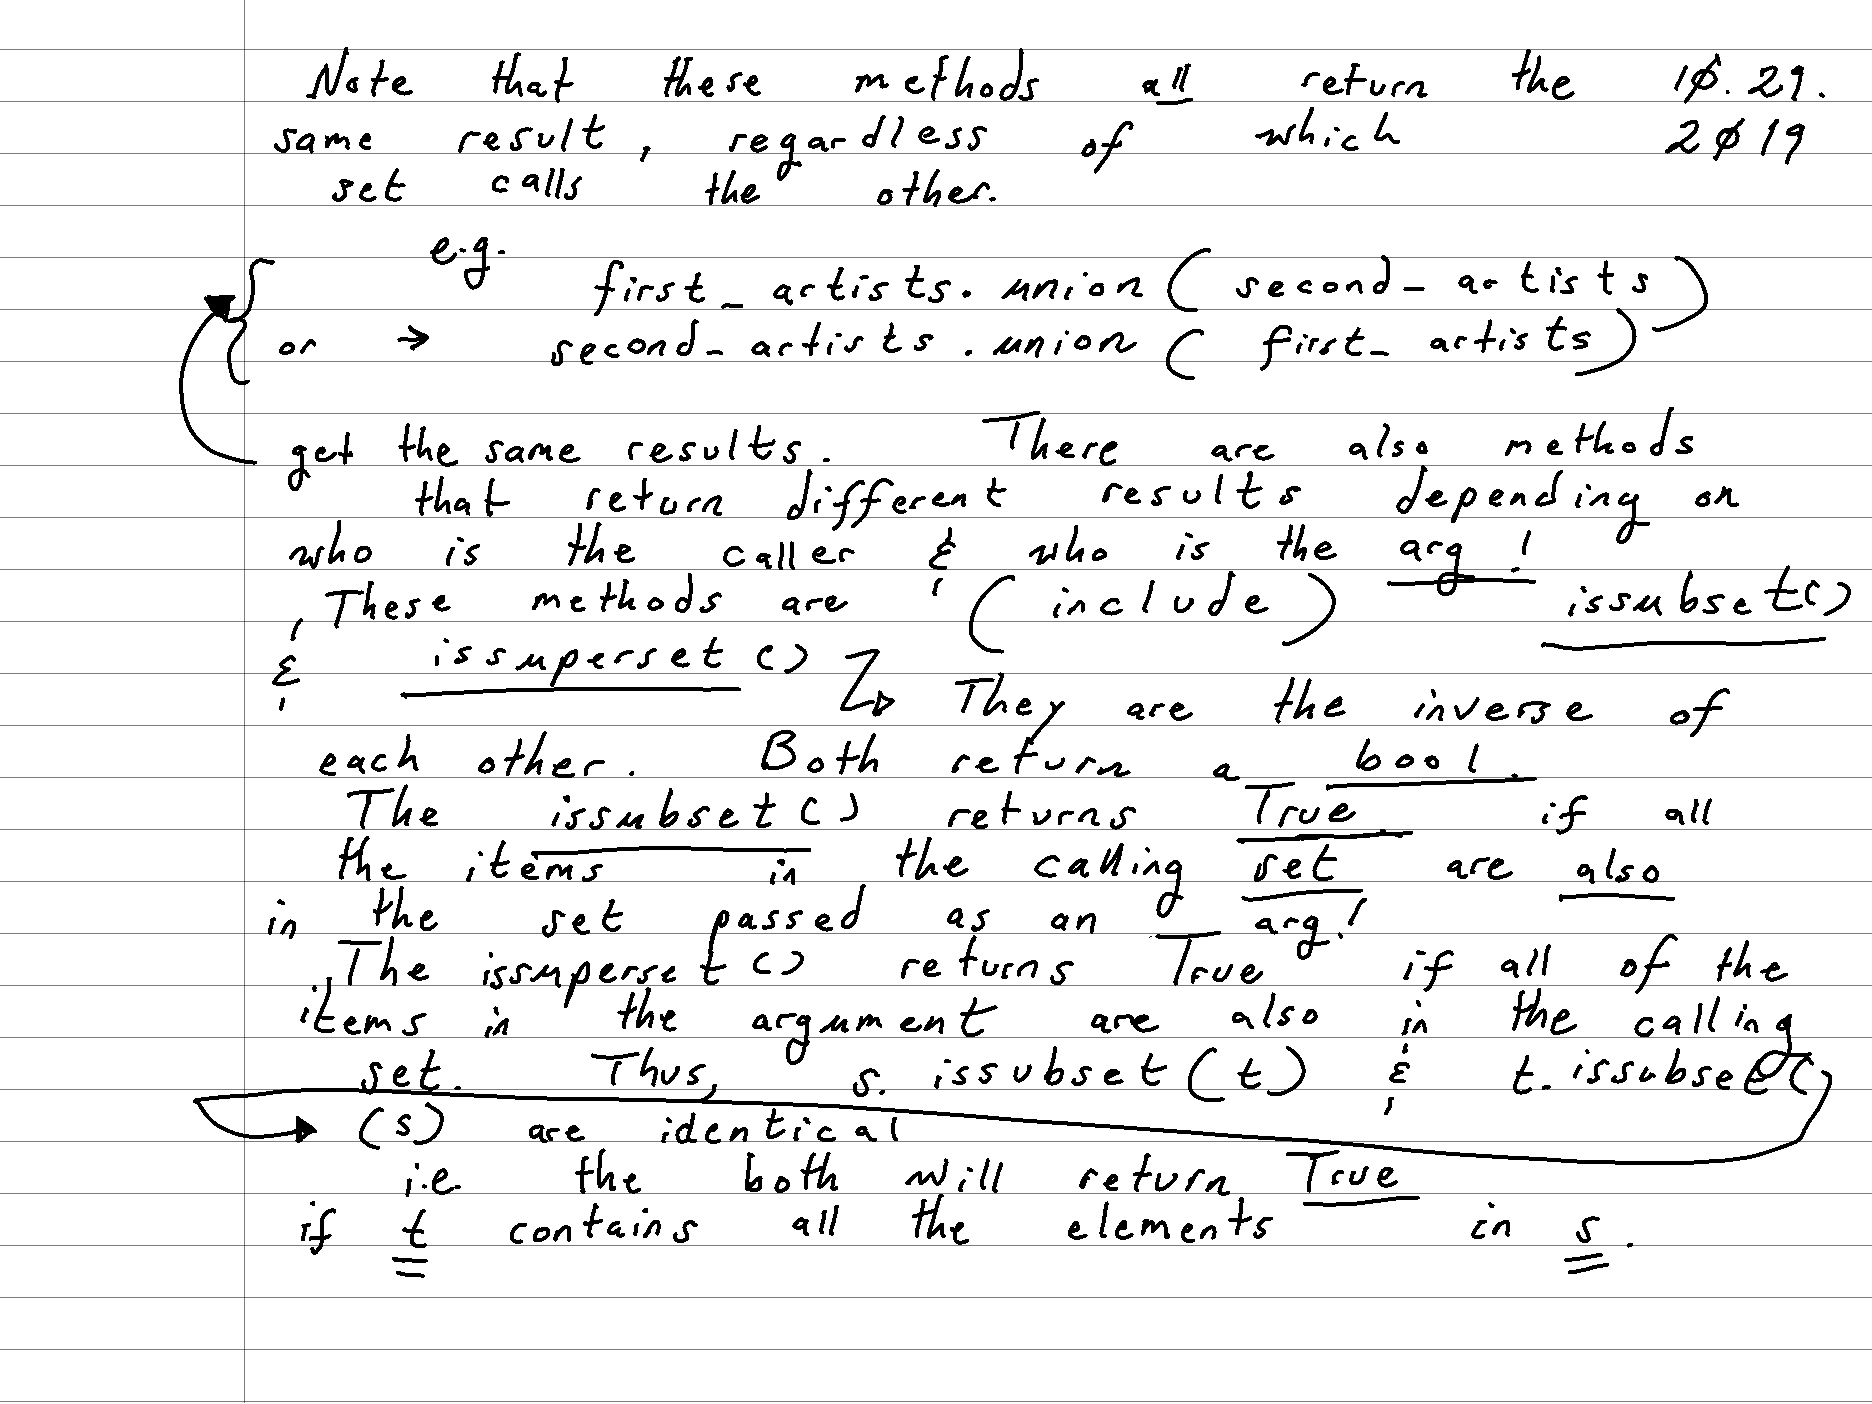 Note that these methods all return the 10.29.
same result, regardless of which 2019
set calls the other.
e.g.
first_artists.union(second_artists)
or → second_artists.union(first_artists)
get the same results. There are also methods
that return different results depending on
who is the caller & who is the arg!
These methods are (include) issubset()
& issuperset() They are the inverse of
each other. Both return a bool.
The issubset() returns True if all
the items in the calling set are also
in the set passed as an arg!
The issuperset() returns True if all of the
items in the argument are also in the calling
set. Thus, s.issubset(t) & t.issubset()
(s) are identical
i.e. the both will return True
if t contains all the elements in s.